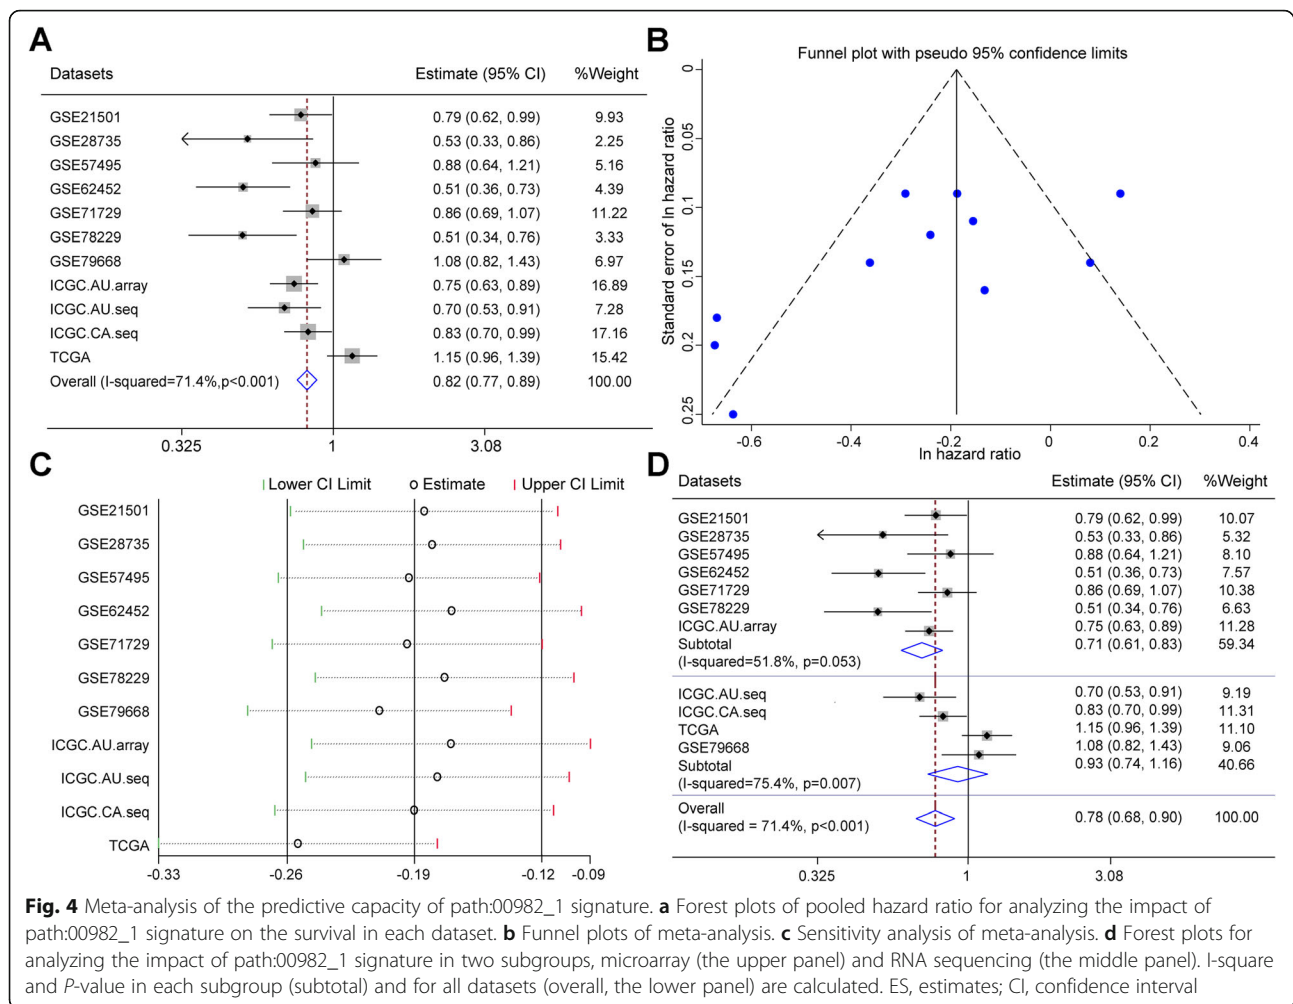 A
Datasets Estimate (95% CI) %Weight
GSE21501 0.79 (0.62, 0.99) 9.93
GSE28735 0.53 (0.33, 0.86) 2.25
GSE57495 0.88 (0.64, 1.21) 5.16
GSE62452 0.51 (0.36, 0.73) 4.39
GSE71729 0.86 (0.69, 1.07) 11.22
GSE78229 0.51 (0.34, 0.76) 3.33
GSE79668 1.08 (0.82, 1.43) 6.97
ICGC.AU.array 0.75 (0.63, 0.89) 16.89
ICGC.AU.seq 0.70 (0.53, 0.91) 7.28
ICGC.CA.seq 0.83 (0.70, 0.99) 17.16
TCGA 1.15 (0.96, 1.39) 15.42
Overall (I-squared=71.4%,p<0.001) 0.82 (0.77, 0.89) 100.00
0.325 1 3.08
B
Funnel plot with pseudo 95% confidence limits
Standard error of ln hazard ratio
0
0.05
0.1
0.15
0.2
0.25
-0.6 -0.4 -0.2 0 0.2 0.4
ln hazard ratio
C
Lower CI Limit Estimate Upper CI Limit
GSE21501
GSE28735
GSE57495
GSE62452
GSE71729
GSE78229
GSE79668
ICGC.AU.array
ICGC.AU.seq
ICGC.CA.seq
TCGA
-0.33 -0.26 -0.19 -0.12 -0.09
D
Datasets Estimate (95% CI) %Weight
GSE21501 0.79 (0.62, 0.99) 10.07
GSE28735 0.53 (0.33, 0.86) 5.32
GSE57495 0.88 (0.64, 1.21) 8.10
GSE62452 0.51 (0.36, 0.73) 7.57
GSE71729 0.86 (0.69, 1.07) 10.38
GSE78229 0.51 (0.34, 0.76) 6.63
ICGC.AU.array 0.75 (0.63, 0.89) 11.28
Subtotal 0.71 (0.61, 0.83) 59.34
(I-squared=51.8%, p=0.053)
ICGC.AU.seq 0.70 (0.53, 0.91) 9.19
ICGC.CA.seq 0.83 (0.70, 0.99) 11.31
TCGA 1.15 (0.96, 1.39) 11.10
GSE79668 1.08 (0.82, 1.43) 9.06
Subtotal 0.93 (0.74, 1.16) 40.66
(I-squared=75.4%, p=0.007)
Overall 0.78 (0.68, 0.90) 100.00
(I-squared = 71.4%, p<0.001)
0.325 1 3.08
Fig. 4 Meta-analysis of the predictive capacity of path:00982_1 signature. a Forest plots of pooled hazard ratio for analyzing the impact of
path:00982_1 signature on the survival in each dataset. b Funnel plots of meta-analysis. c Sensitivity analysis of meta-analysis. d Forest plots for
analyzing the impact of path:00982_1 signature in two subgroups, microarray (the upper panel) and RNA sequencing (the middle panel). I-square
and P-value in each subgroup (subtotal) and for all datasets (overall, the lower panel) are calculated. ES, estimates; CI, confidence interval